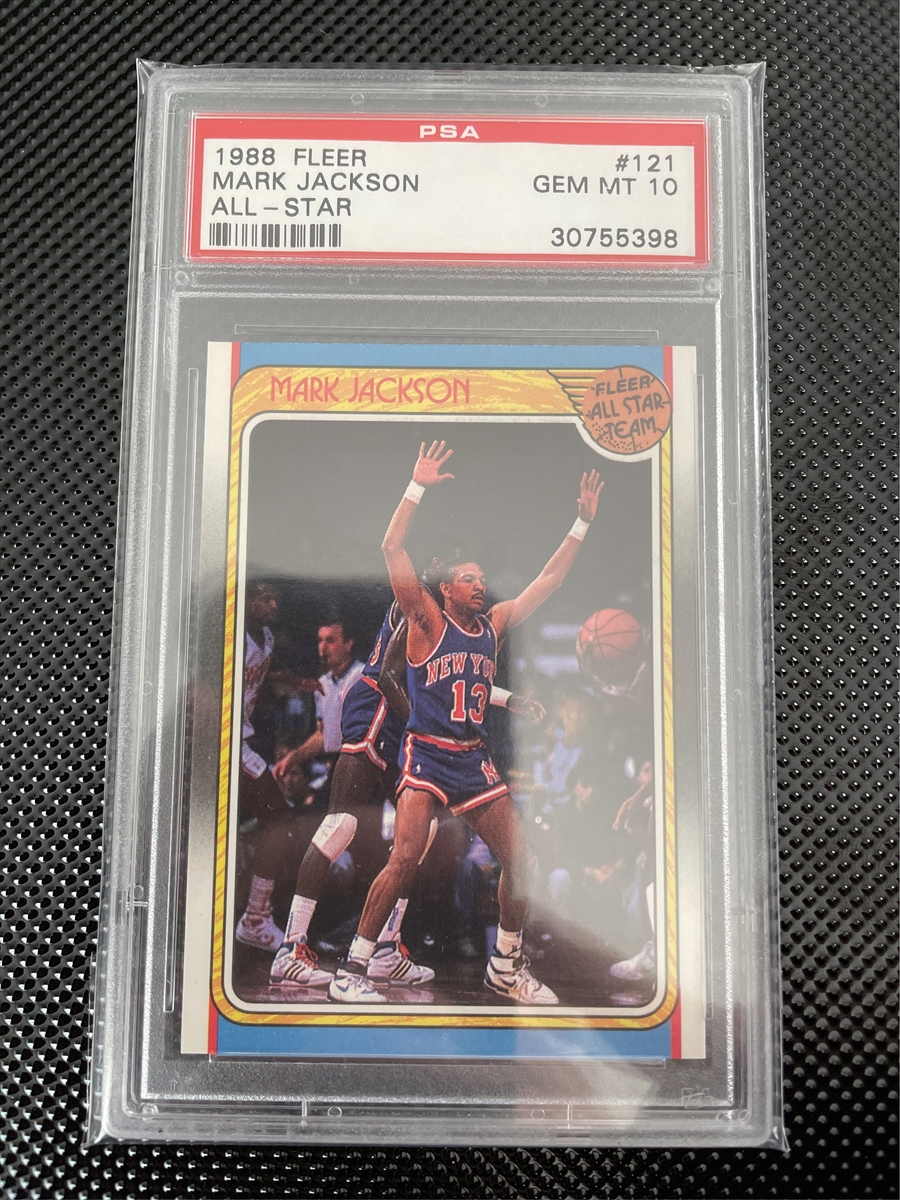 PSA
1988 FLEER #121
MARK JACKSON GEM MT 10
ALL-STAR
30755398
MARK JACKSON
FLEER
ALL STAR
TEAM
NEW YO
13